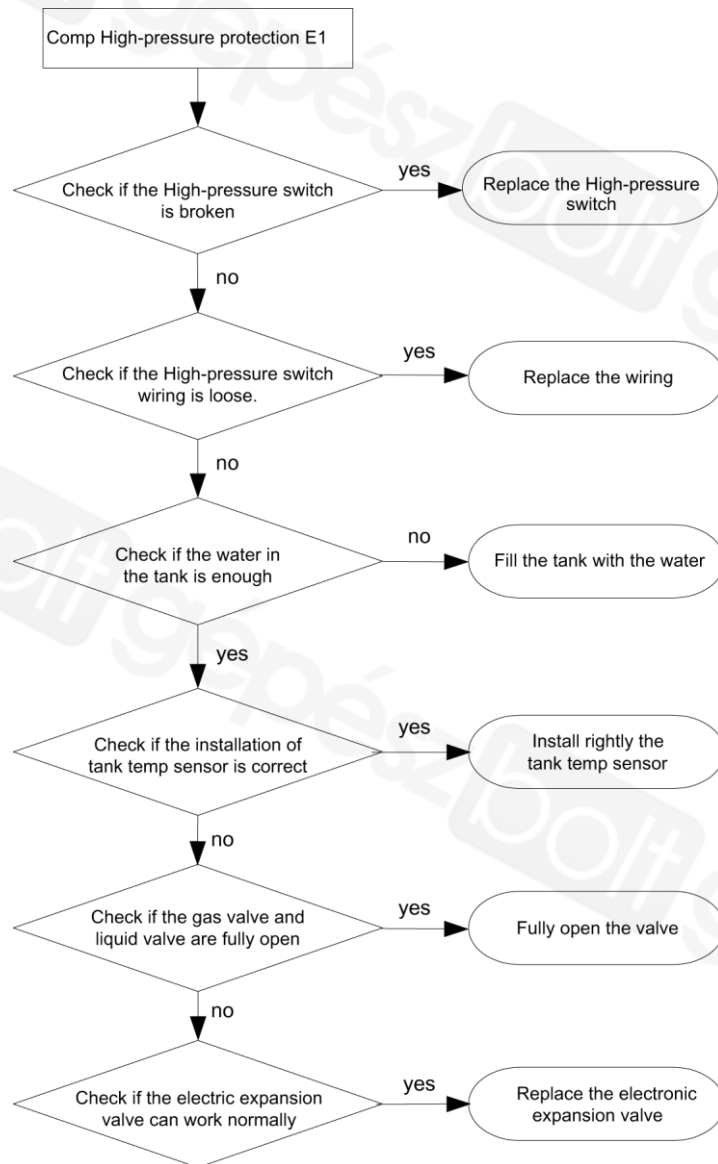 Comp High-pressure protection E1
Check if the High-pressure switch
is broken
yes
Replace the High-pressure
switch
no
Check if the High-pressure switch
wiring is loose.
yes
Replace the wiring
no
Check if the water in
the tank is enough
no
Fill the tank with the water
yes
Check if the installation of
tank temp sensor is correct
yes
Install rightly the
tank temp sensor
no
Check if the gas valve and
liquid valve are fully open
yes
Fully open the valve
no
Check if the electric expansion
valve can work normally
yes
Replace the electronic
expansion valve
gépész bolt
bolt gépész bolt